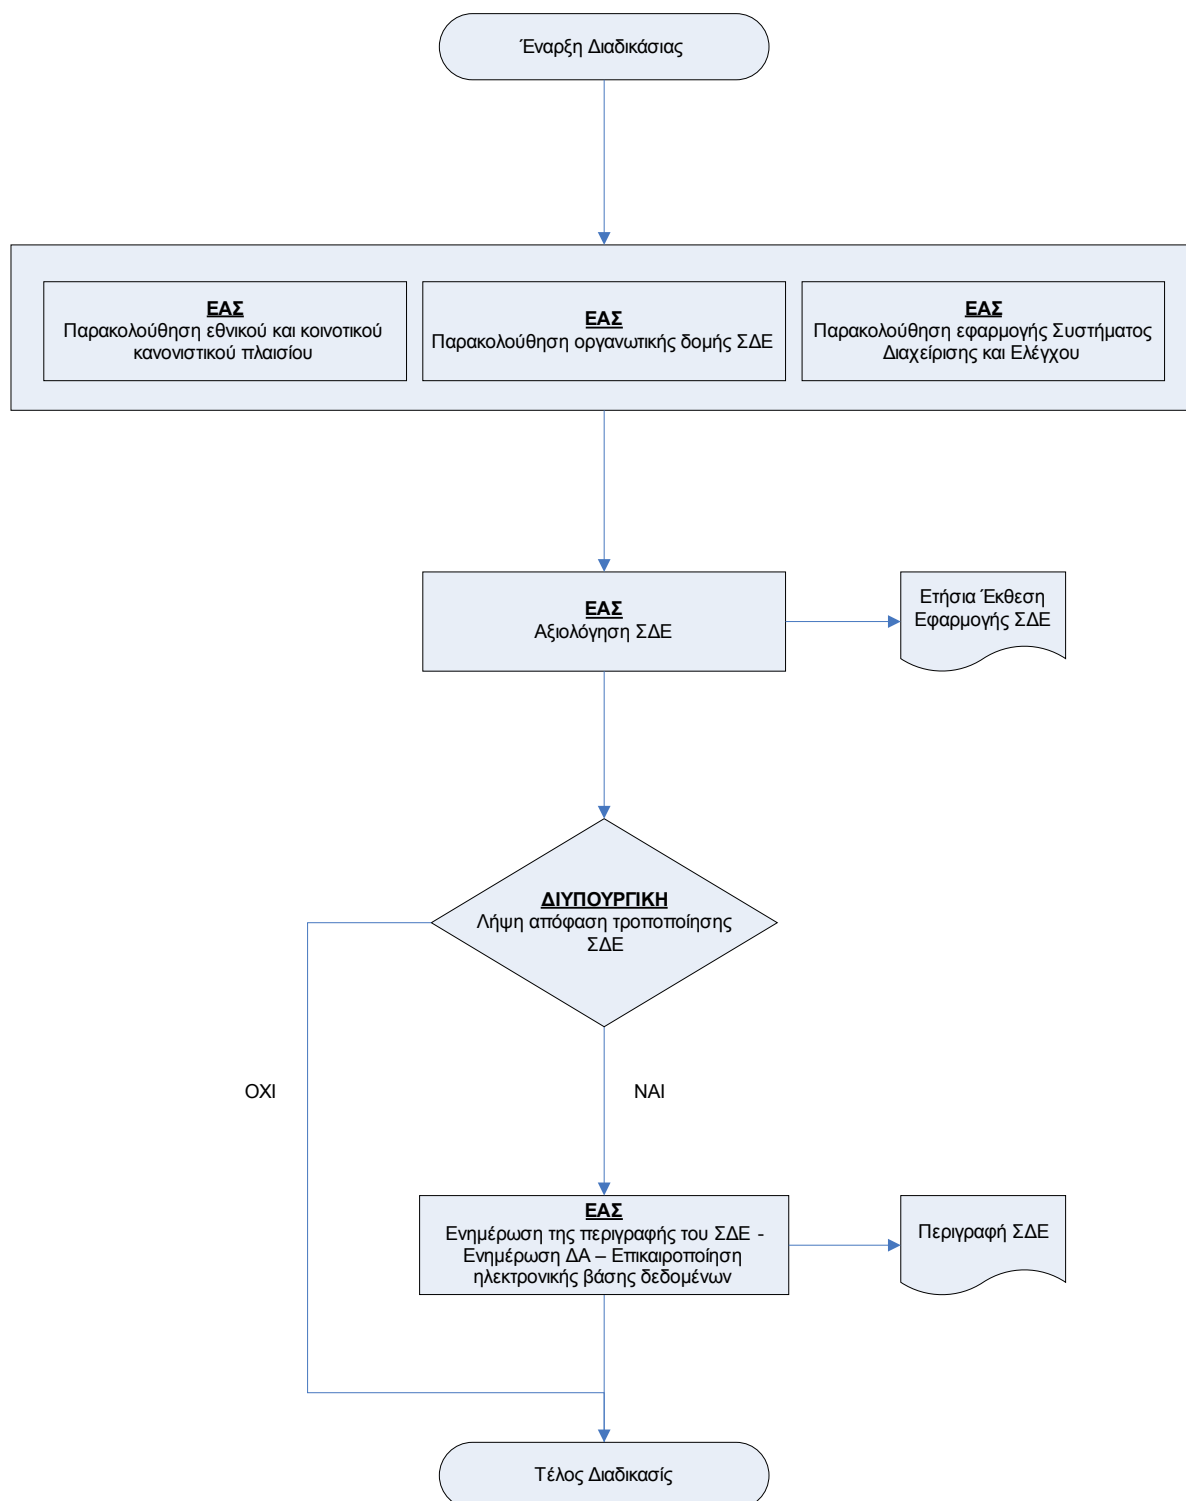 Έναρξη Διαδικάσιας
ΕΑΣ
Παρακολούθηση εθνικού και κοινοτικού
κανονιστικού πλαισίου
ΕΑΣ
Παρακολούθηση οργανωτικής δομής ΣΔΕ
ΕΑΣ
Παρακολούθηση εφαρμογής Συστήματος
Διαχείρισης και Ελέγχου
ΕΑΣ
Αξιολόγηση ΣΔΕ
Ετήσια Έκθεση
Εφαρμογής ΣΔΕ
ΔΙΥΠΟΥΡΓΙΚΗ
Λήψη απόφαση τροποποίησης
ΣΔΕ
ΟΧΙ
ΝΑΙ
ΕΑΣ
Ενημέρωση της περιγραφής του ΣΔΕ -
Ενημέρωση ΔΑ – Επικαιροποίηση
ηλεκτρονικής βάσης δεδομένων
Περιγραφή ΣΔΕ
Τέλος Διαδικασίς